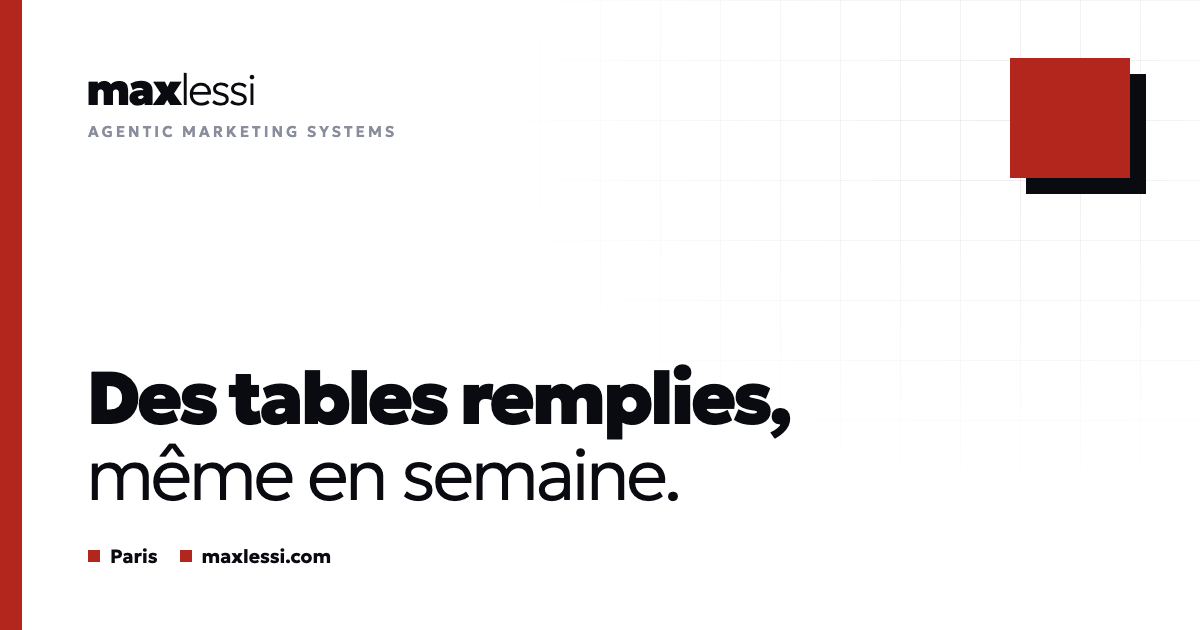 maxlessi
AGENTIC MARKETING SYSTEMS
Des tables remplies,
même en semaine.
Paris maxlessi.com